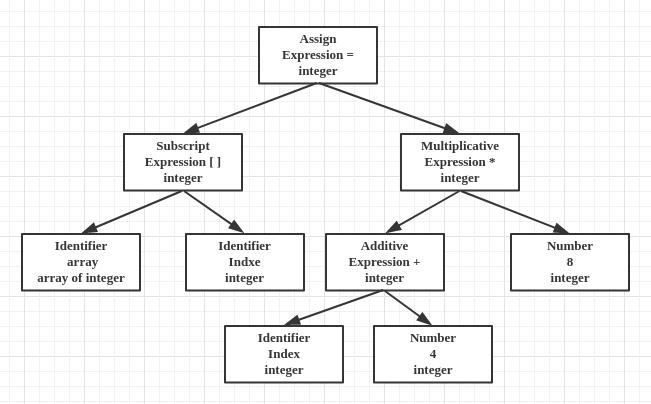 Assign
Expression =
integer
Subscript
Expression [ ]
integer
Multiplicative
Expression *
integer
Identifier
array
array of integer
Identifier
Indxe
integer
Additive
Expression +
integer
Number
8
integer
Identifier
Index
integer
Number
4
integer